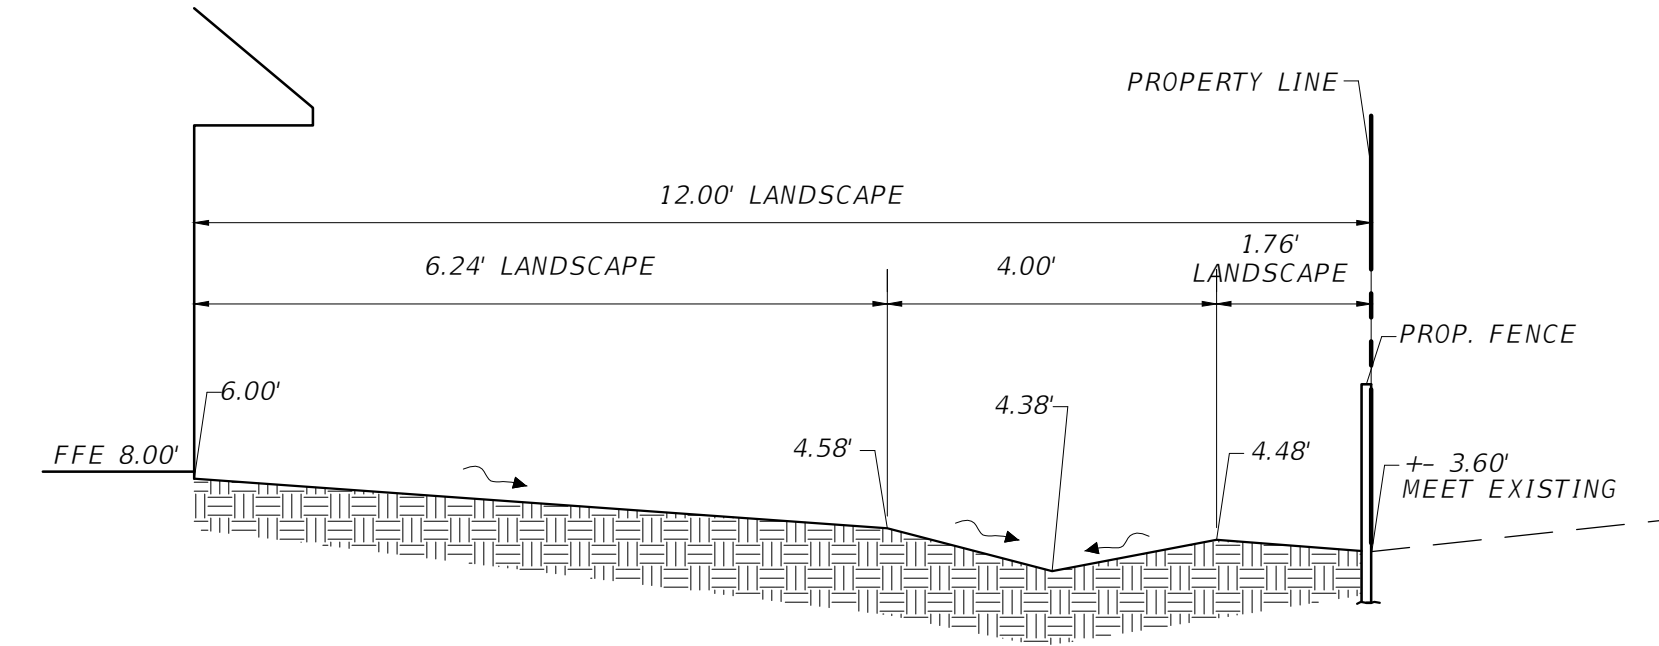 PROPERTY LINE
12.00' LANDSCAPE
1.76'
LANDSCAPE
6.24' LANDSCAPE
4.00'
PROP. FENCE
6.00'
4.38'
FFE 8.00'
4.58'
4.48'
+- 3.60'
MEET EXISTING